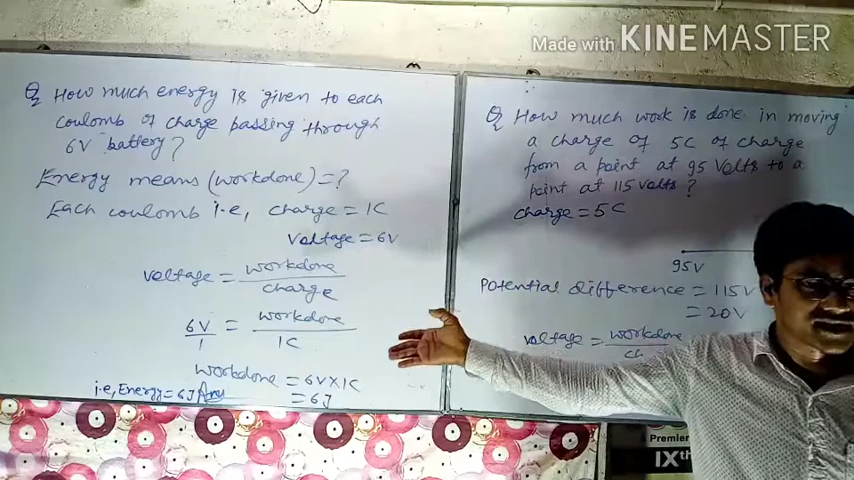 Made with KINEMASTER
Q How much energy is given to each
coulomb of charge passing through
6V battery?
Energy means (workdone) = ?
Each coulomb i.e, charge = 1C
Voltage = 6V
voltage = workdone
charge
6V = workdone
1 1C
workdone = 6V×1C
= 6J
i.e, Energy = 6J Ans
Q How much work is done in moving
a charge of 5C of charge
from a point at 95 Volts to a
point at 115 volts?
charge = 5C
95V
Potential difference = 115V
= 20V
voltage = workdone
Premier
IXth